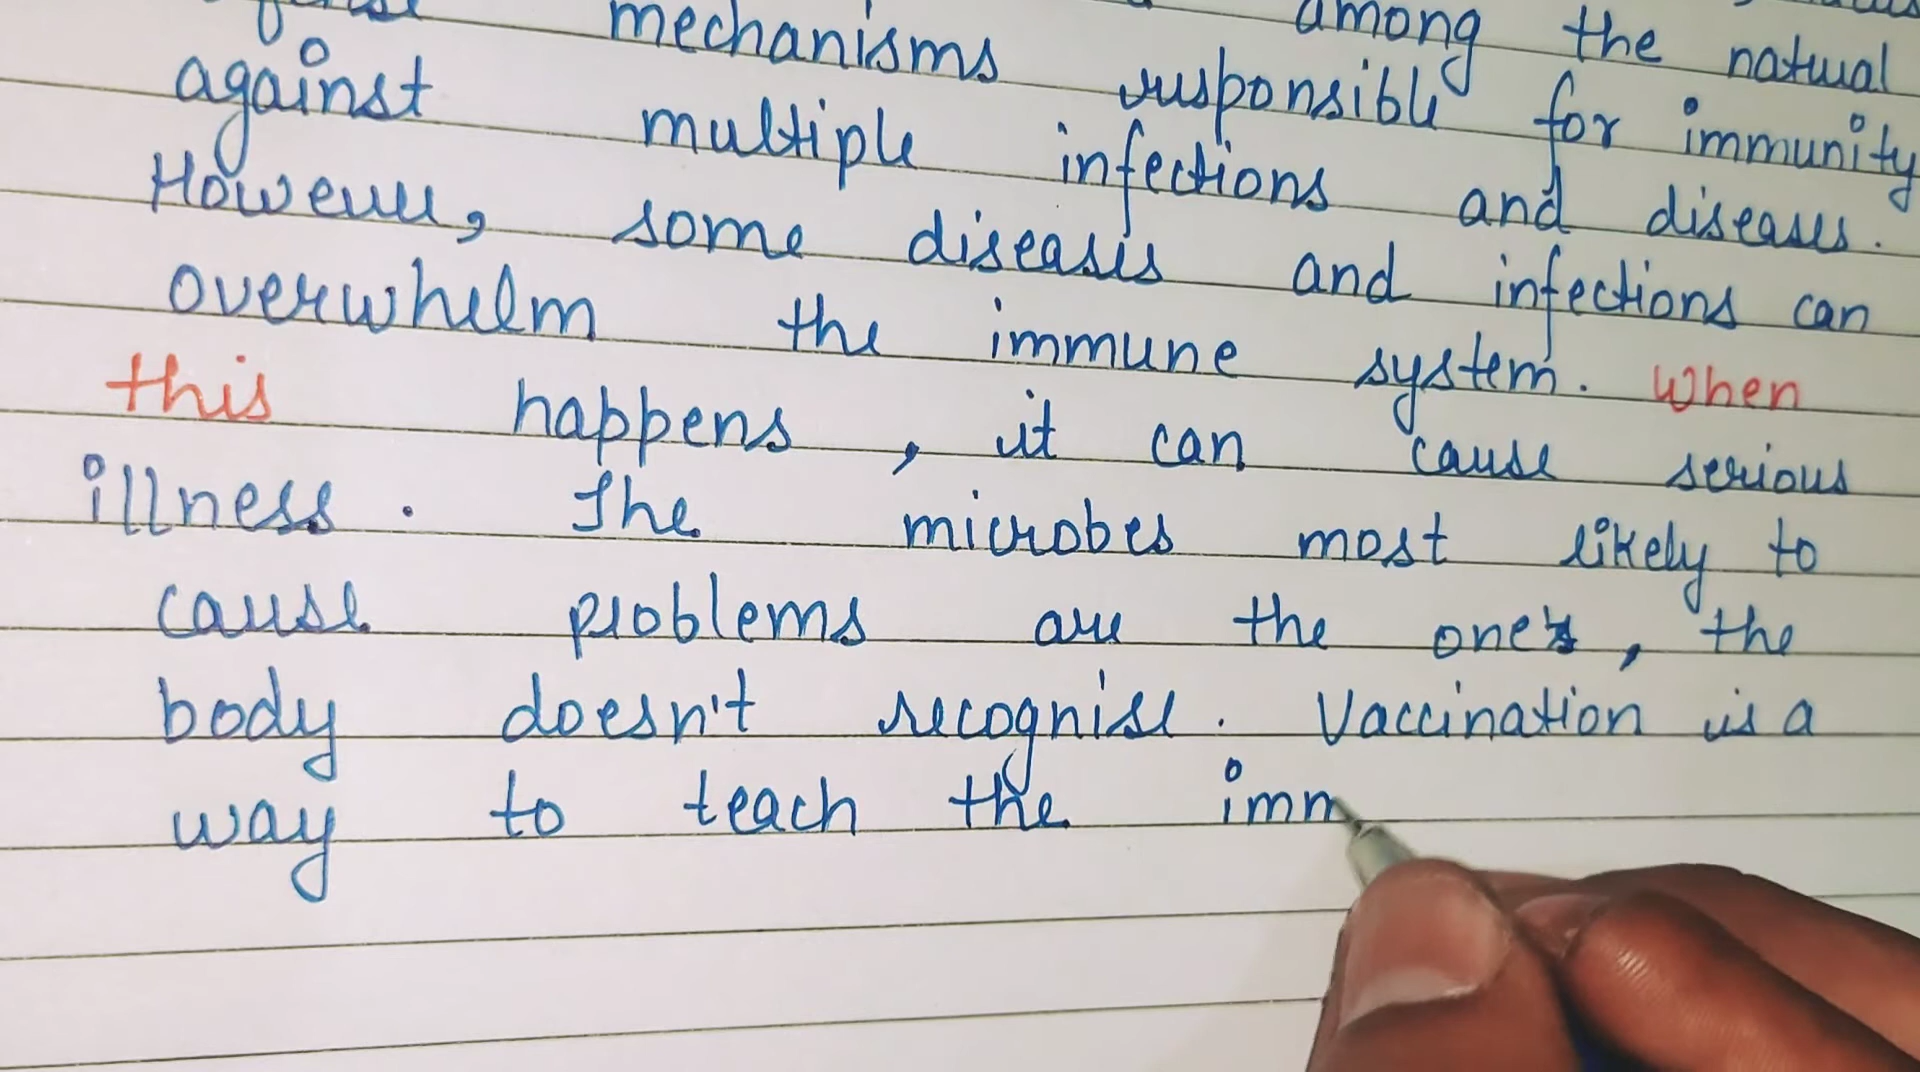 mechanisms among the natural
against multiple responsible for immunity
However, some infections and diseases.
overwhelm the diseases and infections can
this happens, immune system. When
illness. The it can cause serious
cause problems microbes most likely to
body doesn't are the one's, the
way to teach recognise. Vaccination is a
the imm